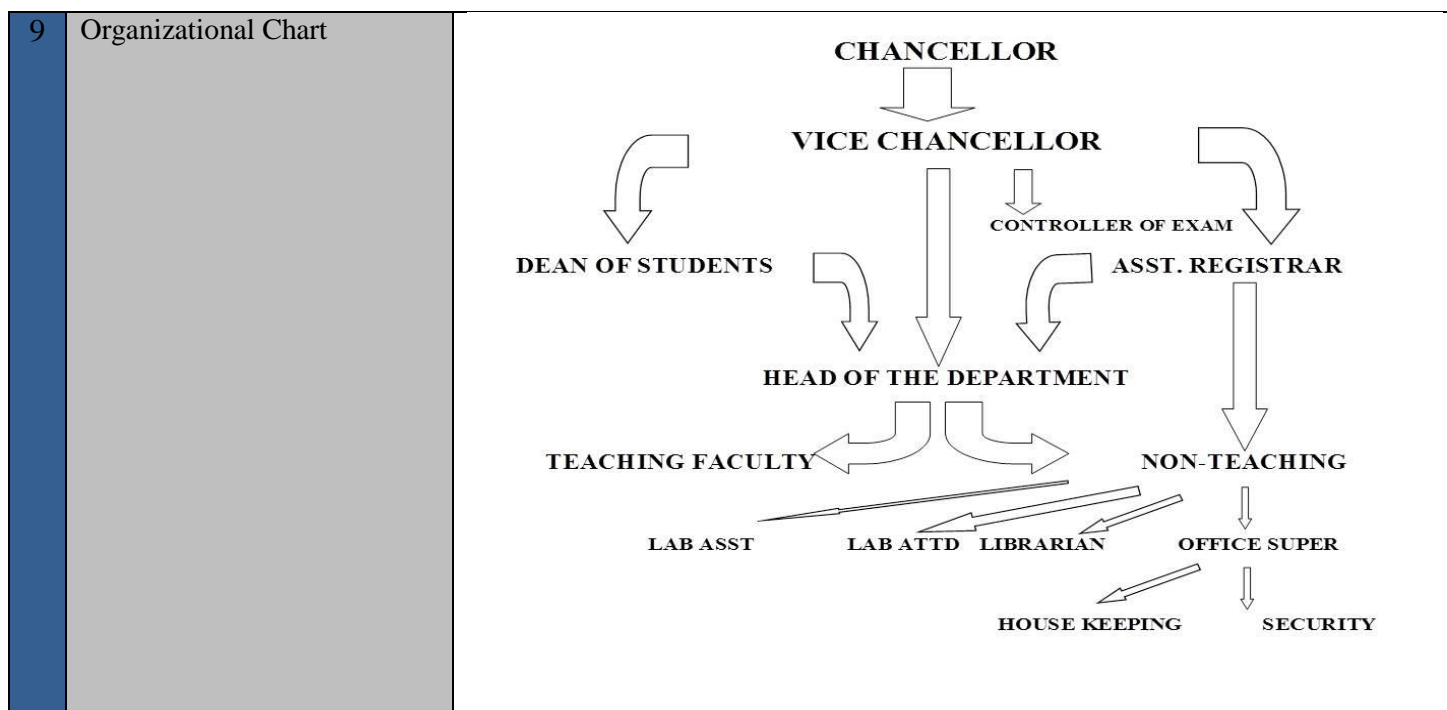 9 Organizational Chart
CHANCELLOR
VICE CHANCELLOR
CONTROLLER OF EXAM
DEAN OF STUDENTS ASST. REGISTRAR
HEAD OF THE DEPARTMENT
TEACHING FACULTY NON-TEACHING
LAB ASST LAB ATTD LIBRARIAN OFFICE SUPER
HOUSE KEEPING SECURITY